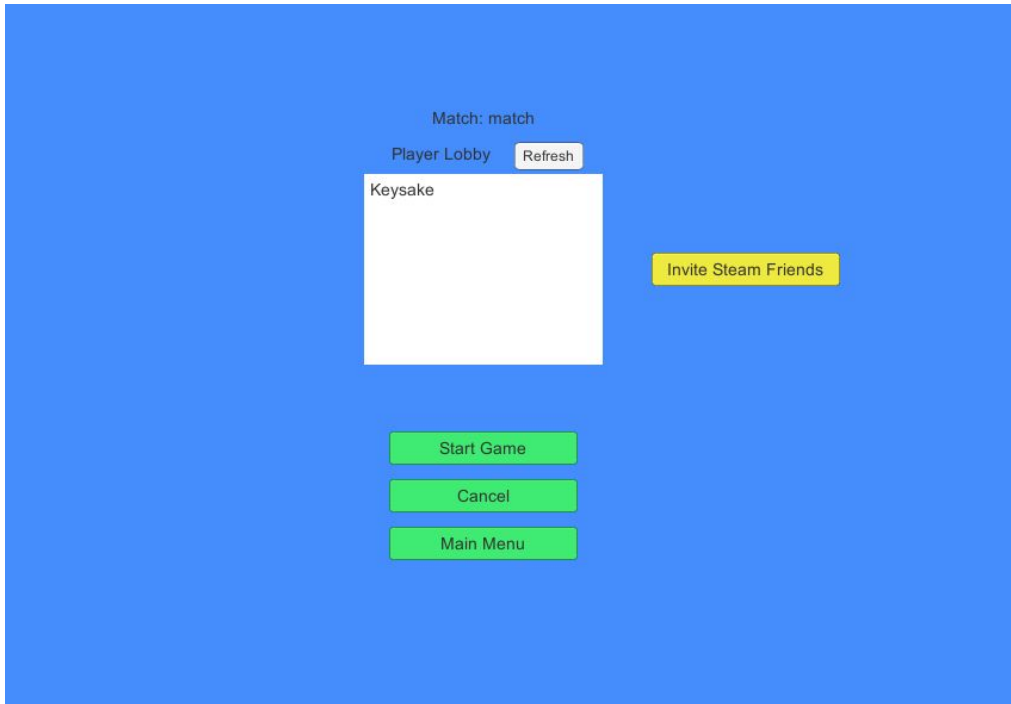 Match: match
Player Lobby Refresh
Keysake
Invite Steam Friends
Start Game
Cancel
Main Menu